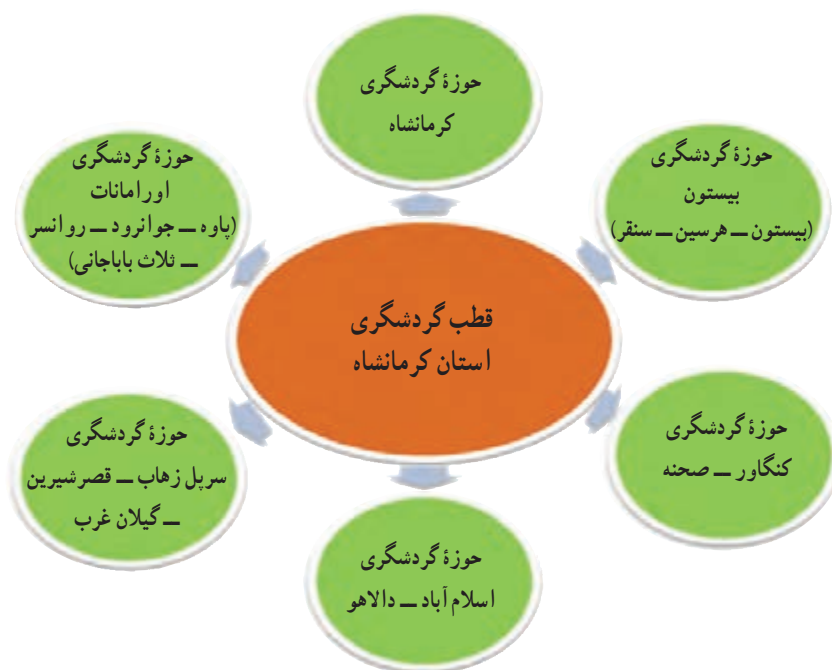 حوزهٔ گردشگری
کرمانشاه
حوزهٔ گردشگری
بیستون
(بیستون ــ هرسین ــ سنقر)
حوزهٔ گردشگری
اورامانات
(پاوه ــ جوانرود ــ روانسر
ــ ثلاث باباجانی)
قطب گردشگری
استان کرمانشاه
حوزهٔ گردشگری
کنگاور ــ صحنه
حوزهٔ گردشگری
سرپل زهاب ــ قصرشیرین
ــ گیلان غرب
حوزهٔ گردشگری
اسلام آباد ــ دالاهو